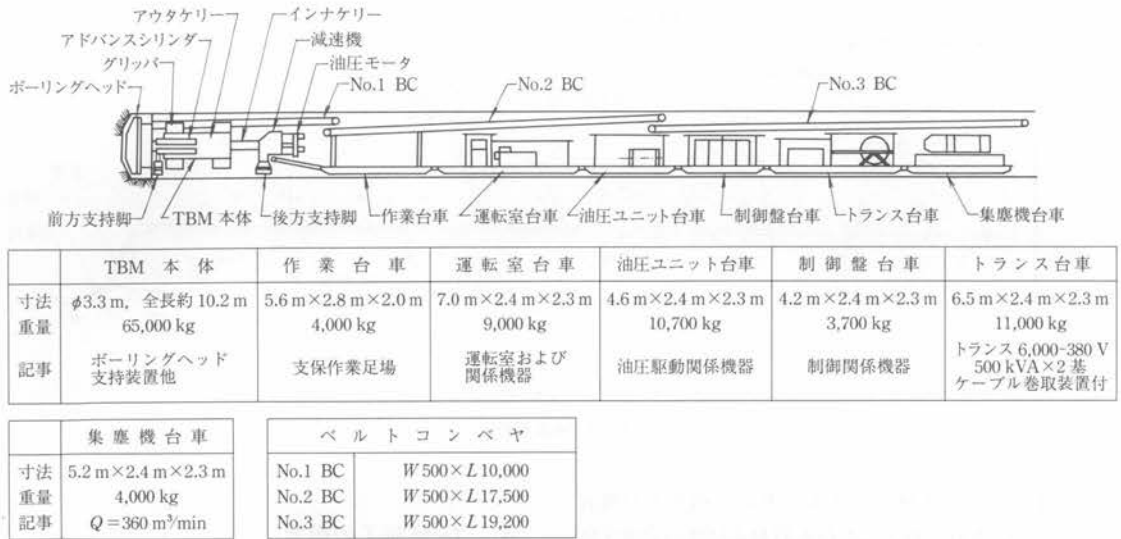 アウタケリー インナケリー
アドバンスシリンダ 減速機
グリッパ 油圧モータ
ボーリングヘッド No.1 BC No.2 BC No.3 BC
前方支持脚 TBM 本体 後方支持脚 作業台車 運転室台車 油圧ユニット台車 制御盤台車 トランス台車 集塵機台車
TBM 本体 作業台車 運転室台車 油圧ユニット台車 制御盤台車 トランス台車
寸法 φ3.3 m, 全長約 10.2 m 5.6 m×2.8 m×2.0 m 7.0 m×2.4 m×2.3 m 4.6 m×2.4 m×2.3 m 4.2 m×2.4 m×2.3 m 6.5 m×2.4 m×2.3 m
重量 65,000 kg 4,000 kg 9,000 kg 10,700 kg 3,700 kg 11,000 kg
記事 ボーリングヘッド 支持装置他 支保作業足場 運転室および 関係機器 油圧駆動関係機器 制御関係機器 トランス 6,000-380 V 500 kVA×2 基 ケーブル巻取装置付
集塵機台車
寸法 5.2 m×2.4 m×2.3 m
重量 4,000 kg
記事 Q=360 m³/min
ベルトコンベヤ
No.1 BC W 500×L 10,000
No.2 BC W 500×L 17,500
No.3 BC W 500×L 19,200